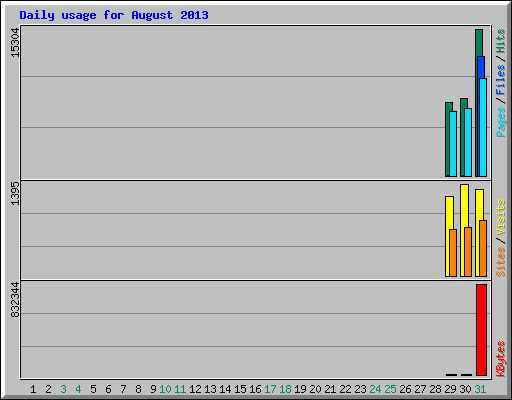 Daily usage for August 2013
15304
Pages / Files / Hits
1395
Sites / Visits
832344
KBytes
1 2 3 4 5 6 7 8 9 10 11 12 13 14 15 16 17 18 19 20 21 22 23 24 25 26 27 28 29 30 31